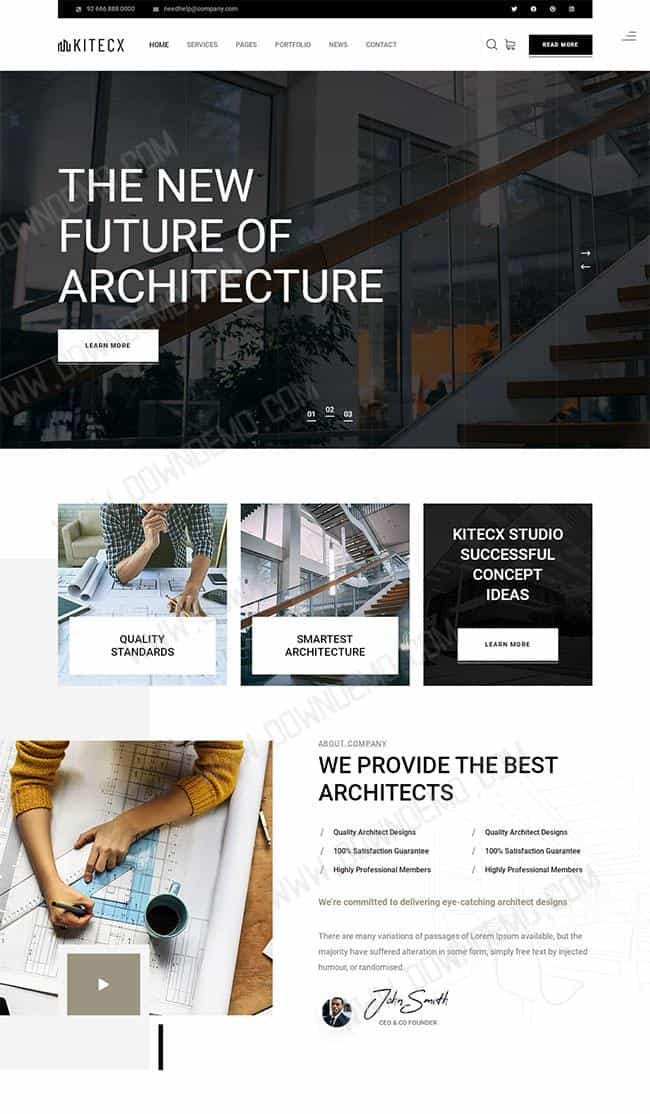 92 666 888 0000 needhelp@company.com
KITECX HOME SERVICES PAGES PORTFOLIO NEWS CONTACT READ MORE
THE NEW
FUTURE OF
ARCHITECTURE
LEARN MORE
01 02 03
QUALITY
STANDARDS
SMARTEST
ARCHITECTURE
KITECX STUDIO
SUCCESSFUL
CONCEPT
IDEAS
LEARN MORE
ABOUT COMPANY
WE PROVIDE THE BEST
ARCHITECTS
/ Quality Architect Designs / Quality Architect Designs
/ 100% Satisfaction Guarantee / 100% Satisfaction Guarantee
/ Highly Professional Members / Highly Professional Members
We're committed to delivering eye-catching architect designs
There are many variations of passages of Lorem Ipsum available, but the
majority have suffered alteration in some form, simply free text by injected
humour, or randomised.
John Smith
CEO & CO FOUNDER
WWW.DOWNDEMO.COM